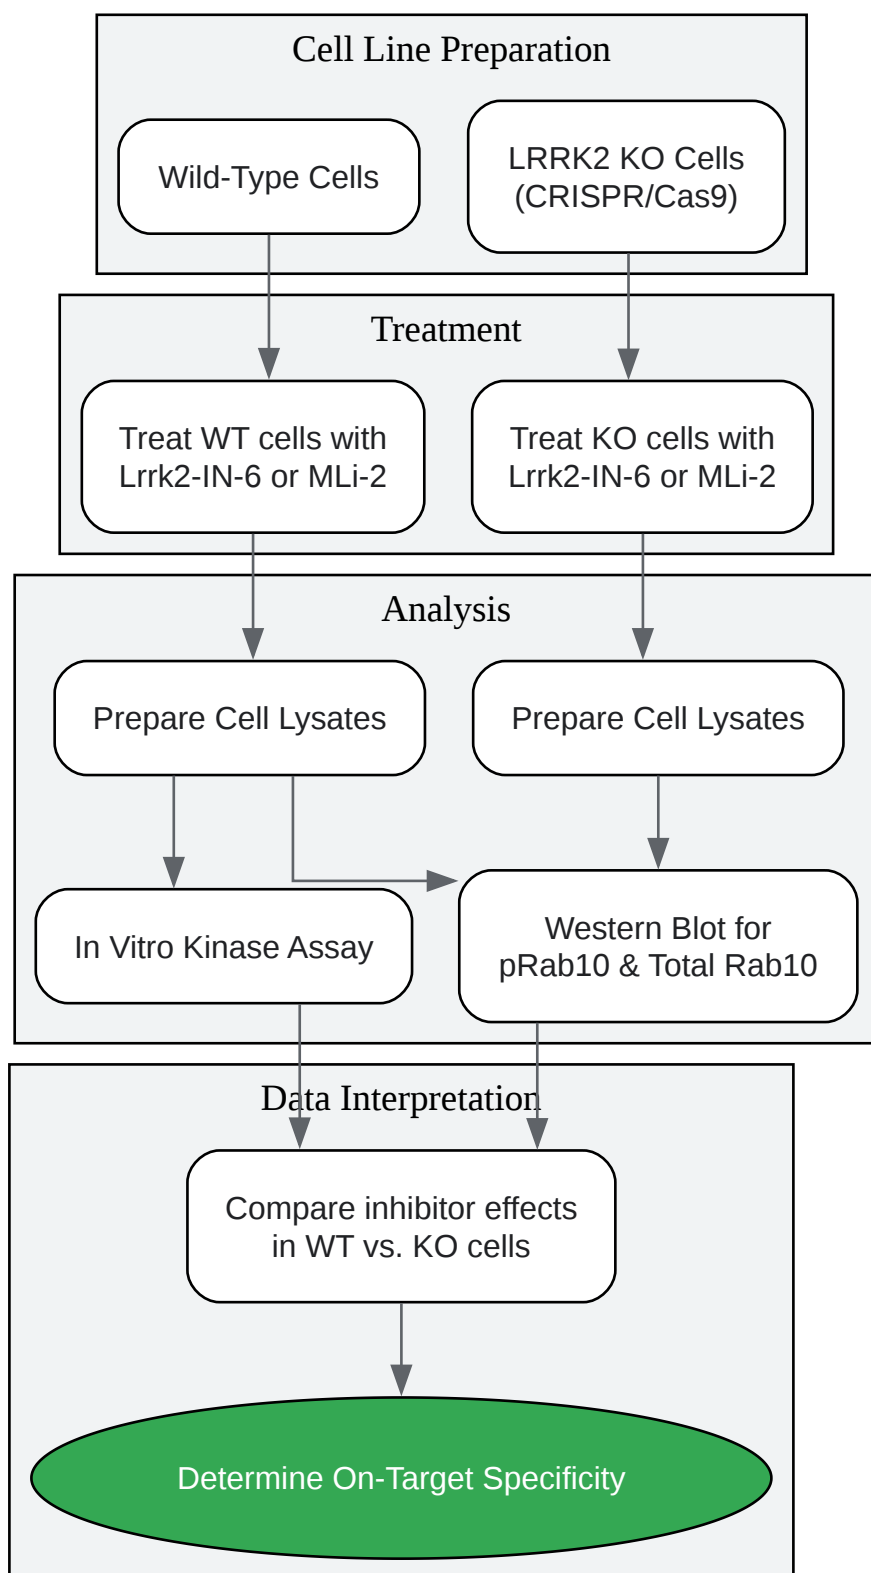 Cell Line Preparation
Wild-Type Cells
LRRK2 KO Cells
(CRISPR/Cas9)
Treatment
Treat WT cells with
Lrrk2-IN-6 or MLi-2
Treat KO cells with
Lrrk2-IN-6 or MLi-2
Analysis
Prepare Cell Lysates
Prepare Cell Lysates
In Vitro Kinase Assay
Western Blot for
pRab10 & Total Rab10
Data Interpretation
Compare inhibitor effects
in WT vs. KO cells
Determine On-Target Specificity